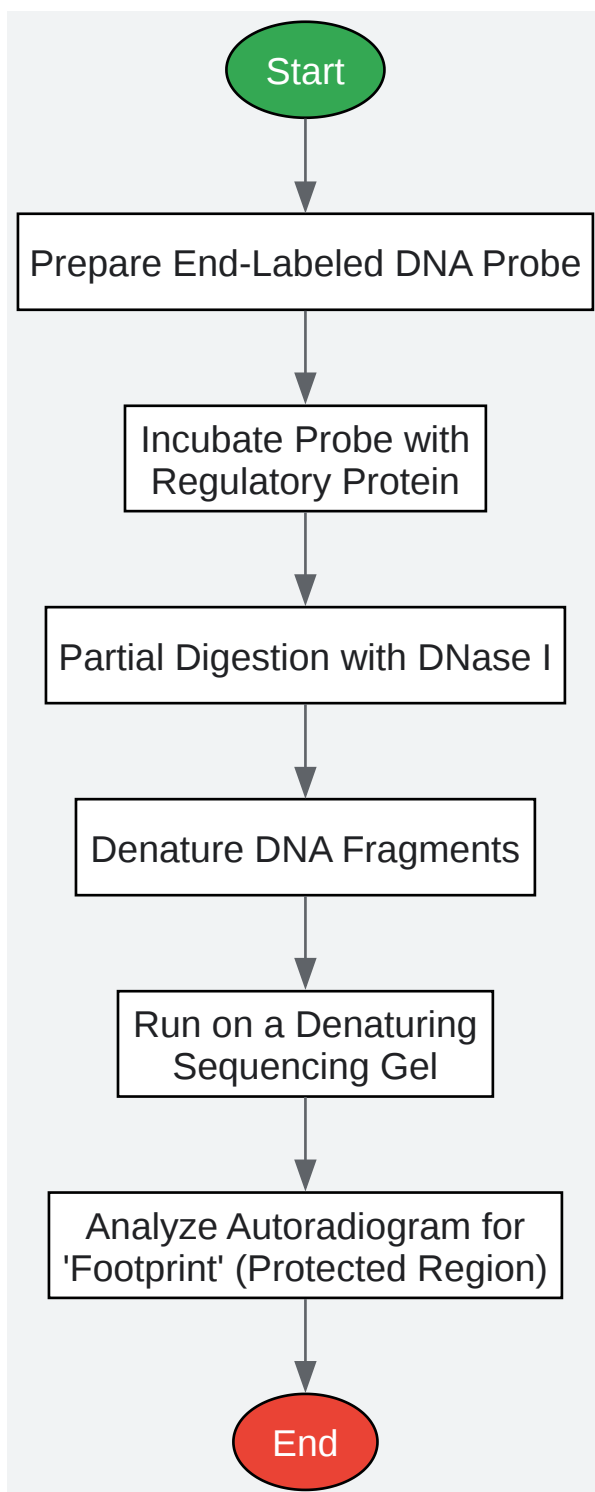 Start
Prepare End-Labeled DNA Probe
Incubate Probe with
Regulatory Protein
Partial Digestion with DNase I
Denature DNA Fragments
Run on a Denaturing
Sequencing Gel
Analyze Autoradiogram for
'Footprint' (Protected Region)
End